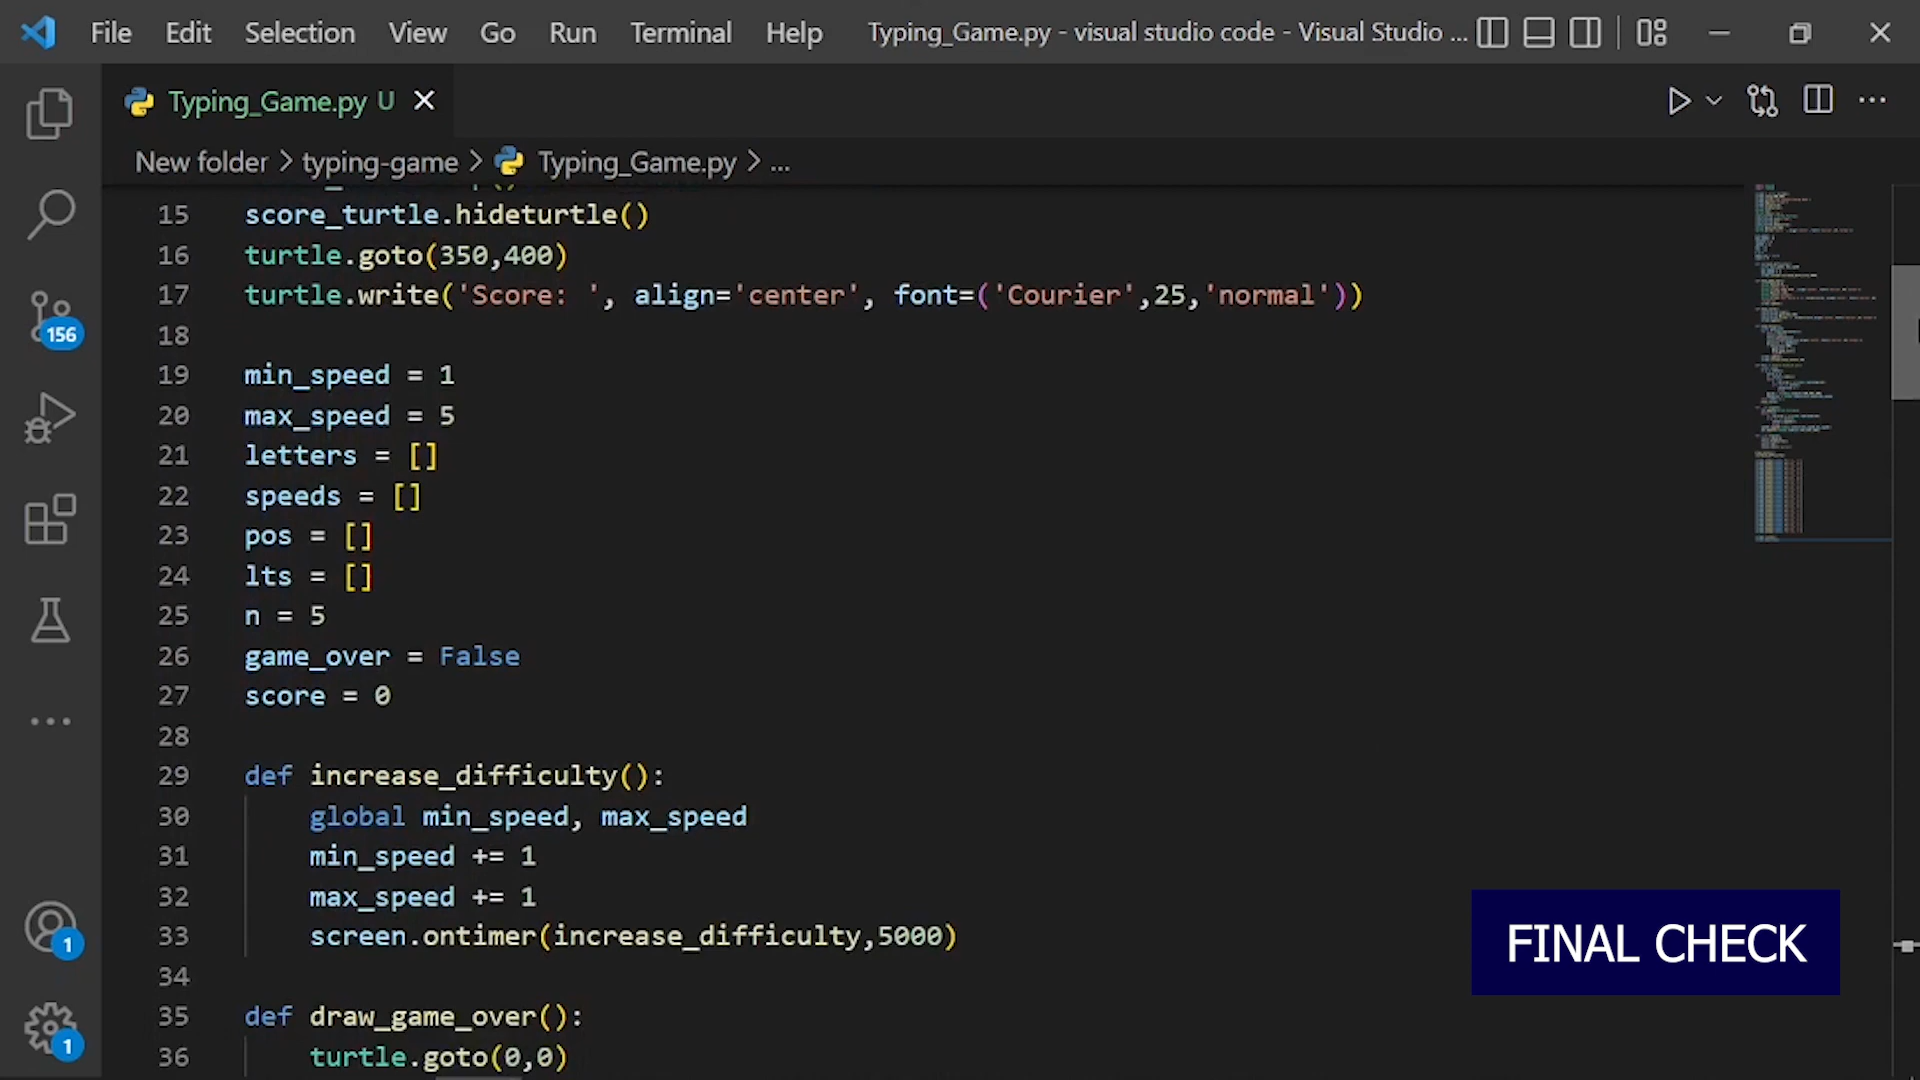 File Edit Selection View Go Run Terminal Help Typing_Game.py - visual studio code - Visual Studio ...
Typing_Game.py U
New folder > typing-game > Typing_Game.py > ...
15 score_turtle.hideturtle()
16 turtle.goto(350,400)
17 turtle.write('Score: ', align='center', font=('Courier',25,'normal'))
18
19 min_speed = 1
20 max_speed = 5
21 letters = []
22 speeds = []
23 pos = []
24 lts = []
25 n = 5
26 game_over = False
27 score = 0
28
29 def increase_difficulty():
30 global min_speed, max_speed
31 min_speed += 1
32 max_speed += 1
33 screen.ontimer(increase_difficulty,5000)
34
35 def draw_game_over():
36 turtle.goto(0,0)
156
1
1
FINAL CHECK